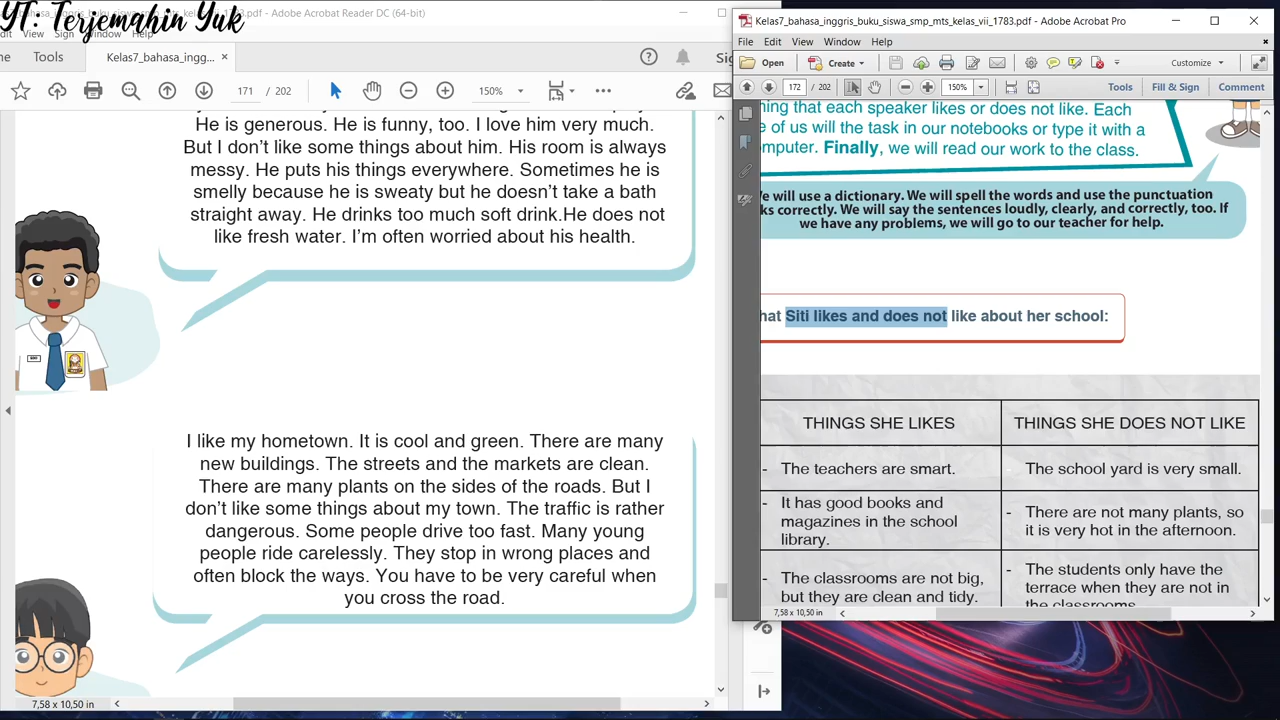 YT: Terjemahin Yuk
Adobe Acrobat Reader DC (64-bit)
View Sign Window Help
Tools
Kelas7_bahasa_ingg... ×
171 / 202
150%
He is generous. He is funny, too. I love him very much.
But I don't like some things about him. His room is always
messy. He puts his things everywhere. Sometimes he is
smelly because he is sweaty but he doesn't take a bath
straight away. He drinks too much soft drink.He does not
like fresh water. I'm often worried about his health.
I like my hometown. It is cool and green. There are many
new buildings. The streets and the markets are clean.
There are many plants on the sides of the roads. But I
don't like some things about my town. The traffic is rather
dangerous. Some people drive too fast. Many young
people ride carelessly. They stop in wrong places and
often block the ways. You have to be very careful when
you cross the road.
7,58 x 10,50 in
Kelas7_bahasa_inggris_buku_siswa_smp_mts_kelas_vii_1783.pdf - Adobe Acrobat Pro
File Edit View Window Help
Open Create Customize
172 / 202 150% Tools Fill & Sign Comment
hing that each speaker likes or does not like. Each
e of us will the task in our notebooks or type it with a
mputer. Finally, we will read our work to the class.
e will use a dictionary. We will spell the words and use the punctuation
ks correctly. We will say the sentences loudly, clearly, and correctly, too. If
we have any problems, we will go to our teacher for help.
hat Siti likes and does not like about her school:
THINGS SHE LIKES
THINGS SHE DOES NOT LIKE
- The teachers are smart.
The school yard is very small.
- It has good books and
magazines in the school
library.
- There are not many plants, so
it is very hot in the afternoon.
- The classrooms are not big,
but they are clean and tidy.
- The students only have the
terrace when they are not in
the classrooms
7,58 x 10,50 in